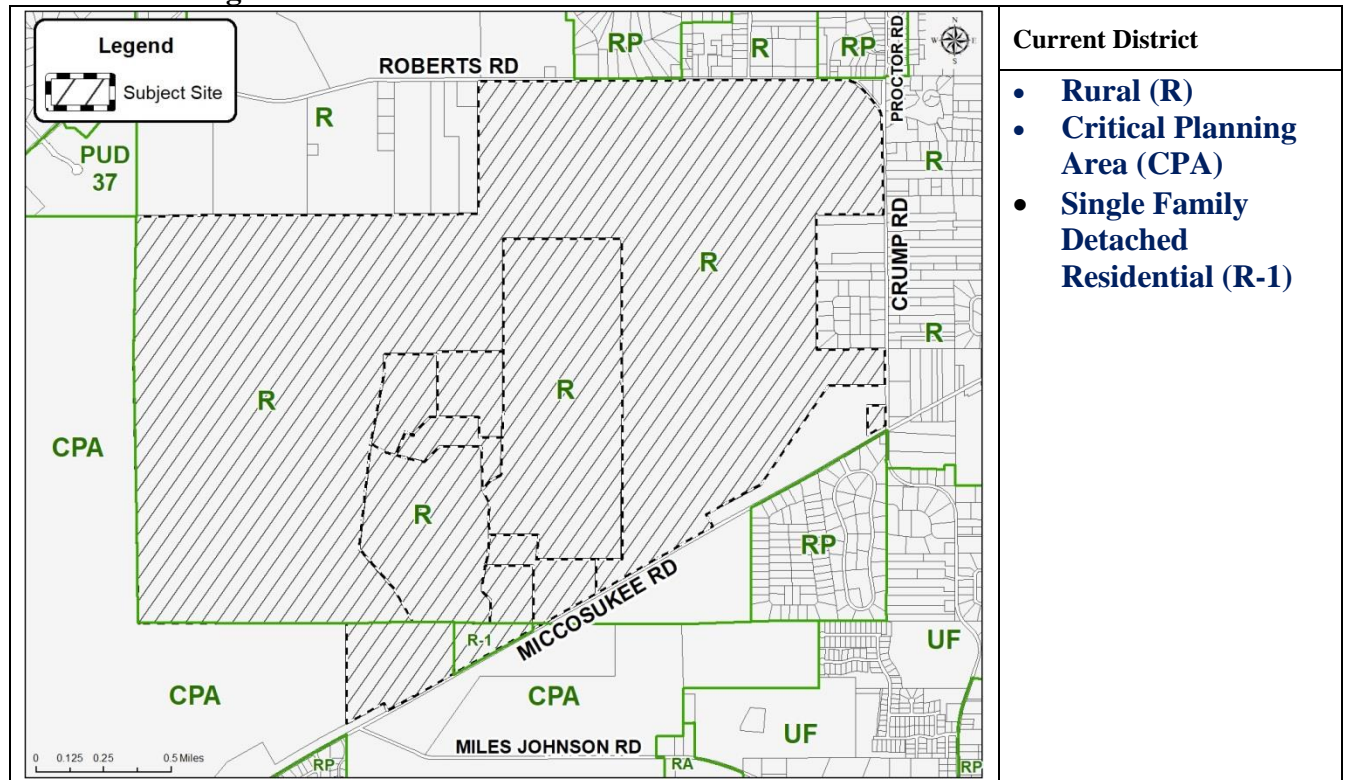 Legend
Subject Site
RP
R
RP
PROCTOR RD
N
W
E
S
ROBERTS RD
R
PUD
37
R
R
CRUMP RD
R
R
R
CPA
R
RP
MICCOSUKEE RD
R-1
UF
CPA
CPA
UF
MILES JOHNSON RD
RP
RA
RP
0 0.125 0.25 0.5 Miles
Current District
• Rural (R)
• Critical Planning
Area (CPA)
• Single Family
Detached
Residential (R-1)